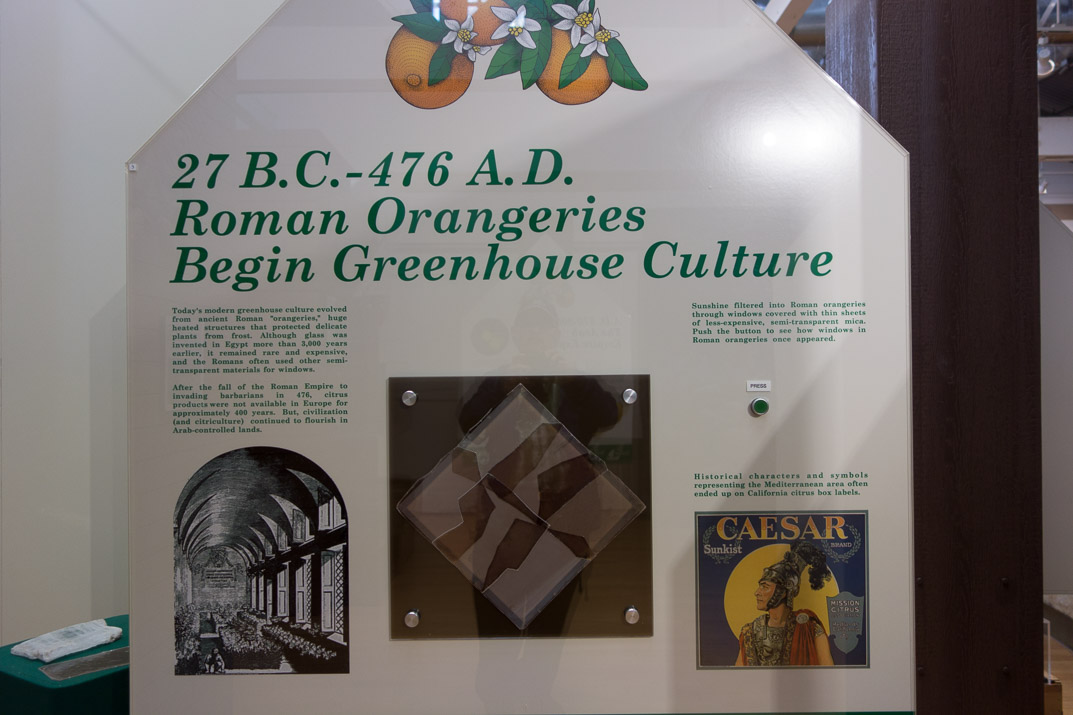 27 B.C.-476 A.D.
Roman Orangeries
Begin Greenhouse Culture
Today's modern greenhouse culture evolved
from ancient Roman "orangeries," huge
heated structures that protected delicate
plants from frost. Although glass was
invented in Egypt more than 3,000 years
earlier, it remained rare and expensive,
and the Romans often used other semi-
transparent materials for windows.
After the fall of the Roman Empire to
invading barbarians in 476, citrus
products were not available in Europe for
approximately 400 years. But, civilization
(and citriculture) continued to flourish in
Arab-controlled lands.
Sunshine filtered into Roman orangeries
through windows covered with thin sheets
of less-expensive, semi-transparent mica.
Push the button to see how windows in
Roman orangeries once appeared.
PRESS
Historical characters and symbols
representing the Mediterranean area often
ended up on California citrus box labels.
CAESAR
Sunkist
BRAND
MISSION
CITRUS